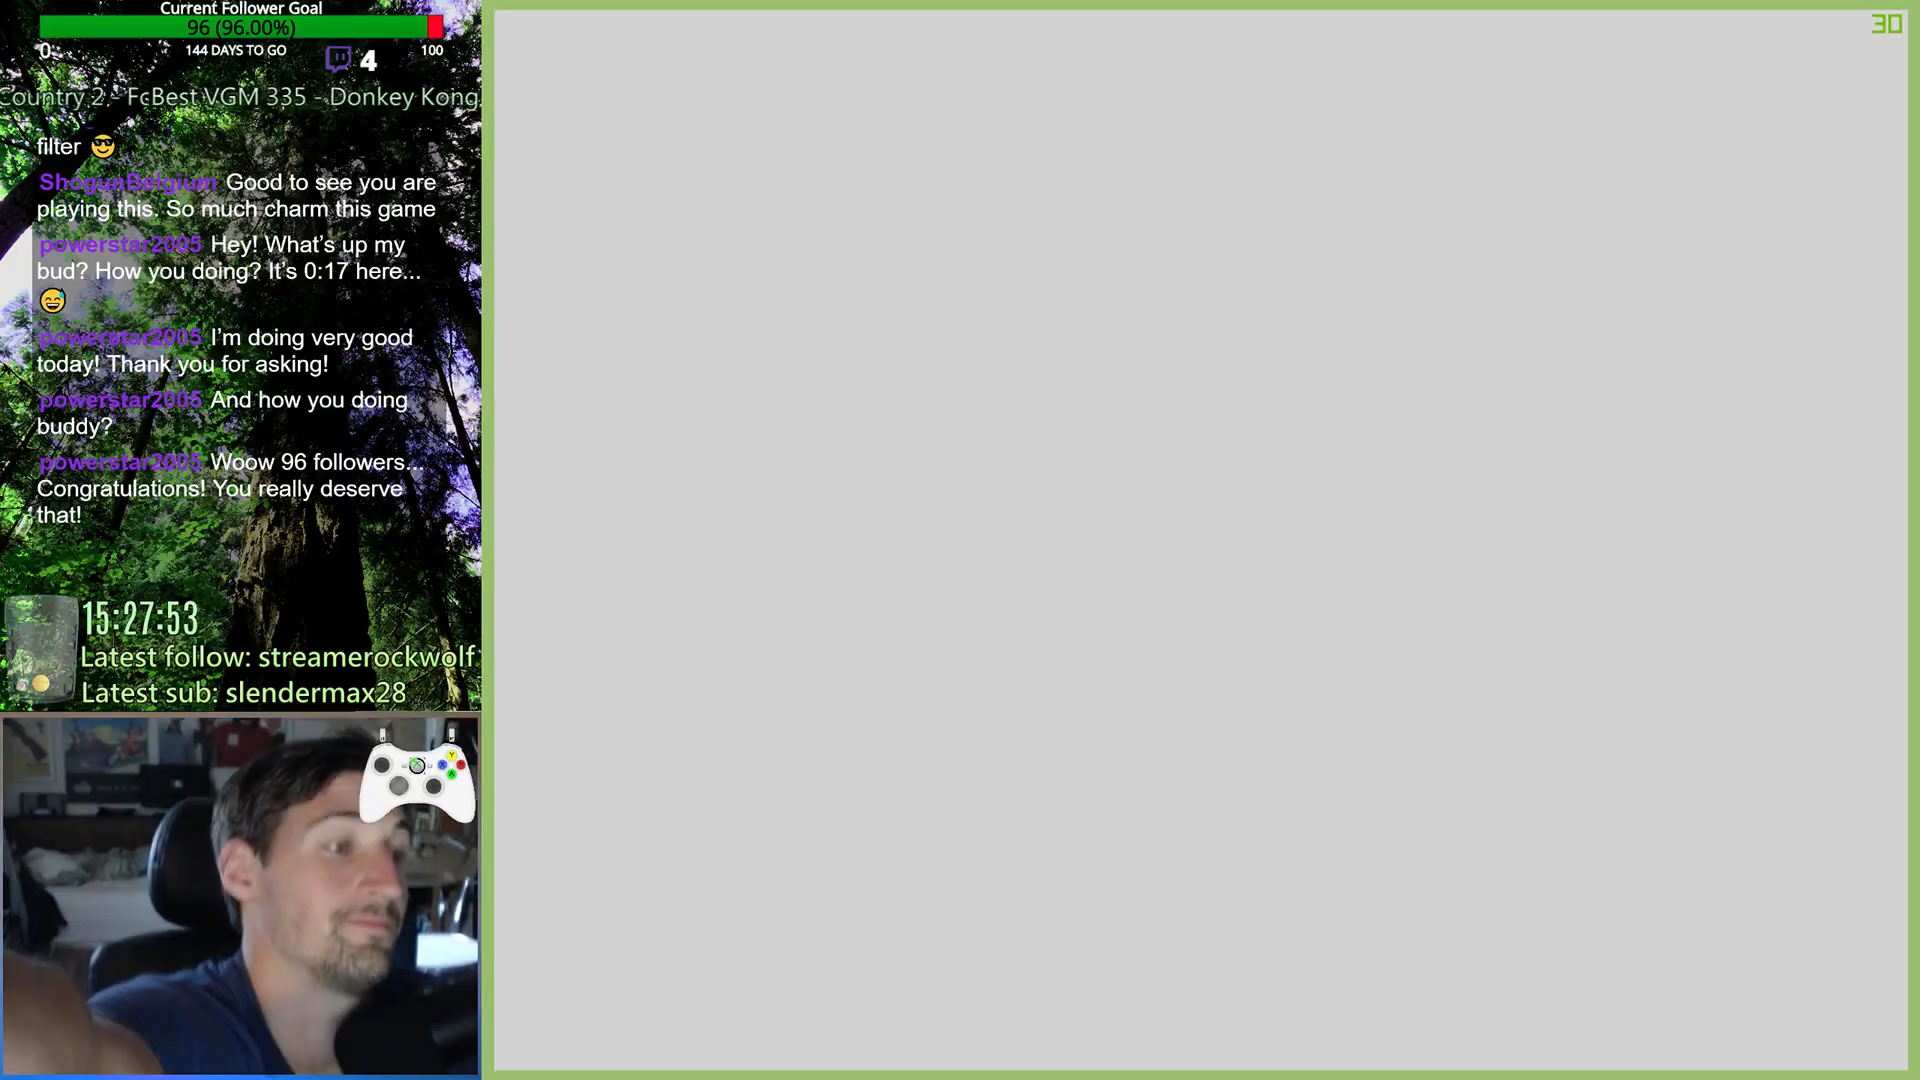 Current Follower Goal
96 (96.00%)
0
144 DAYS TO GO
100
4
Country 2 - Fc Best VGM 335 - Donkey Kong
filter 😎
ShogunBelgium Good to see you are
playing this. So much charm this game
powerstar2005 Hey! What's up my
bud? How you doing? It's 0:17 here...
😅
powerstar2005 I'm doing very good
today! Thank you for asking!
powerstar2005 And how you doing
buddy?
powerstar2005 Woow 96 followers...
Congratulations! You really deserve
that!
15:27:53
Latest follow: streamerockwolf
Latest sub: slendermax28
Y
X
B
A
30